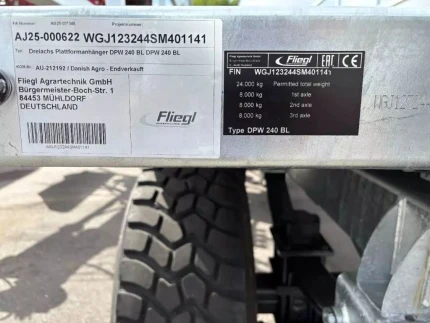 AJ25-000622 WGJ123244SM401141
Dreiachs Plattformanhänger DPW 240 BL DPW 240 BL
AU-212192 / Danish Agro - Endverkauft
Fliegl Agrartechnik GmbH
Bürgermeister-Boch-Str. 1
84453 MÜHLDORF
DEUTSCHLAND
Fliegl
WGJ123244SM401141
Fliegl
EAC
FIN WGJ123244SM401141
24.000 kg Permitted total weight
8.000 kg 1st axle
8.000 kg 2nd axle
8.000 kg 3rd axle
Type DPW 240 BL